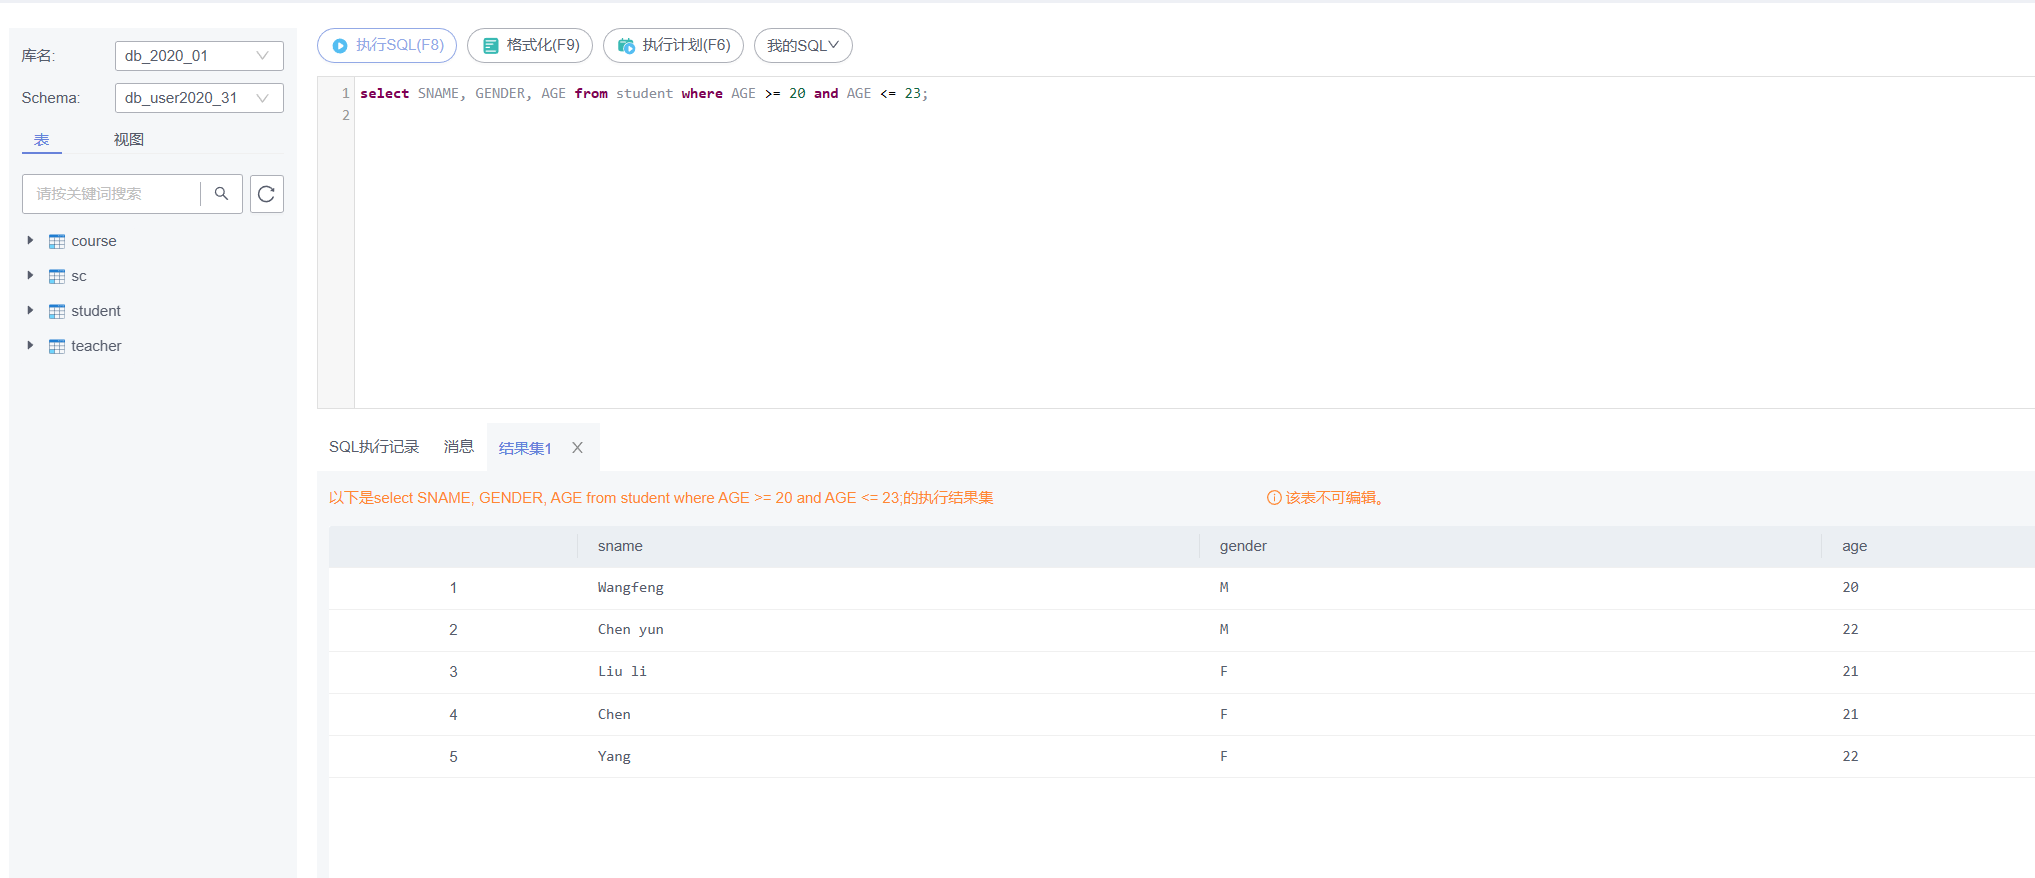 库名: db_2020_01
Schema: db_user2020_31
表 视图
请按关键词搜索
course
sc
student
teacher
执行SQL(F8) 格式化(F9) 执行计划(F6) 我的SQL
1 select SNAME, GENDER, AGE from student where AGE >= 20 and AGE <= 23;
2
SQL执行记录 消息 结果集1
以下是select SNAME, GENDER, AGE from student where AGE >= 20 and AGE <= 23;的执行结果集 该表不可编辑。
sname gender age
1 Wangfeng M 20
2 Chen yun M 22
3 Liu li F 21
4 Chen F 21
5 Yang F 22